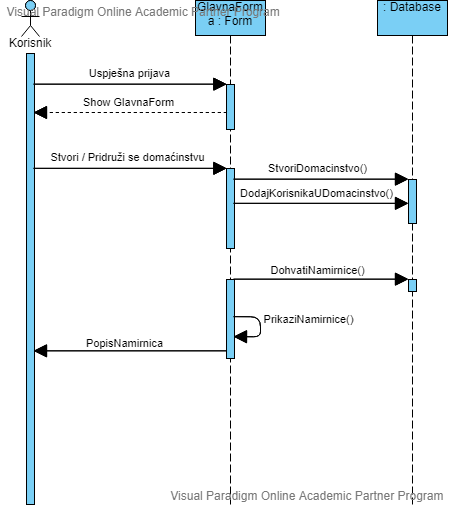 Visual Paradigm Online Academic Partner Program
GlavnaForm
a : Form
: Database
Korisnik
Uspješna prijava
Show GlavnaForm
Stvori / Pridruži se domaćinstvu
StvoriDomacinstvo()
DodajKorisnikaUDomacinstvo()
DohvatiNamirnice()
PrikaziNamirnice()
PopisNamirnica
Visual Paradigm Online Academic Partner Program